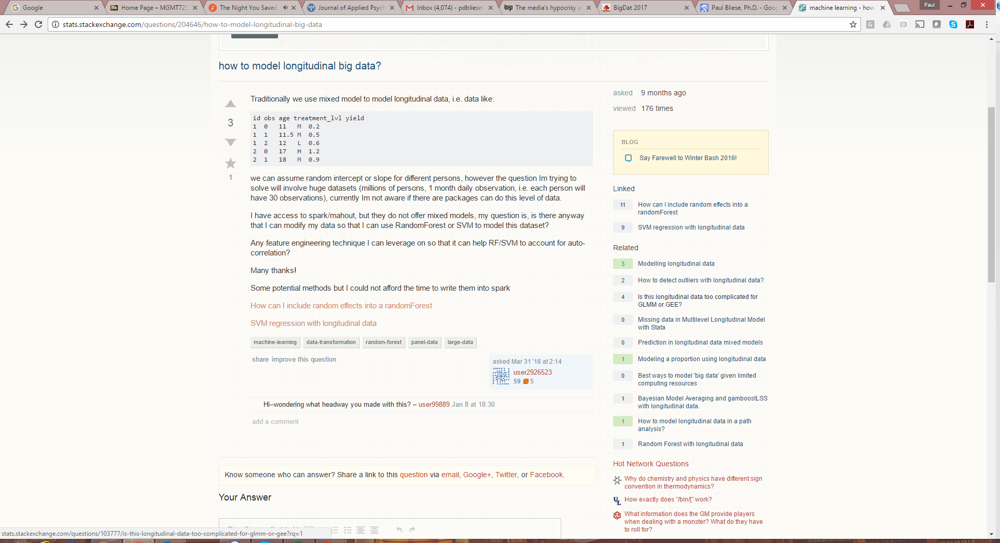 Google
Home Page – MGMT725
The Night You Saved
Journal of Applied Psych
Inbox (4,074) - pdbliese
wp The media's hypocrisy a
BigDat 2017
Paul Bliese, Ph.D. - Goog
machine learning - how
Paul
stats.stackexchange.com/questions/204646/how-to-model-longitudinal-big-data
how to model longitudinal big data?
3
1
Traditionally we use mixed model to model longitudinal data, i.e. data like:
id obs age treatment_lvl yield
1 0 11 M 0.2
1 1 11.5 M 0.5
1 2 12 L 0.6
2 0 17 H 1.2
2 1 18 M 0.9
we can assume random intercept or slope for different persons, however the question Im trying to
solve will involve huge datasets (millions of persons, 1 month daily observation, i.e. each person will
have 30 observations), currently Im not aware if there are packages can do this level of data.
I have access to spark/mahout, but they do not offer mixed models, my question is, is there anyway
that I can modify my data so that I can use RandomForest or SVM to model this dataset?
Any feature engineering technique I can leverage on so that it can help RF/SVM to account for auto-
correlation?
Many thanks!
Some potential methods but I could not afford the time to write them into spark
How can I include random effects into a randomForest
SVM regression with longitudinal data
machine-learning data-transformation random-forest panel-data large-data
share improve this question
asked Mar 31 '16 at 2:14
user2926523
59 5
Hi--wondering what headway you made with this? – user99889 Jan 8 at 18:30
add a comment
Know someone who can answer? Share a link to this question via email, Google+, Twitter, or Facebook.
Your Answer
asked 9 months ago
viewed 176 times
BLOG
Say Farewell to Winter Bash 2016!
Linked
11 How can I include random effects into a
randomForest
9 SVM regression with longitudinal data
Related
3 Modelling longitudinal data
2 How to detect outliers with longitudinal data?
4 Is this longitudinal data too complicated for
GLMM or GEE?
0 Missing data in Multilevel Longitudinal Model
with Stata
0 Prediction in longitudinal data mixed models
1 Modeling a proportion using longitudinal data
0 Best ways to model 'big data' given limited
computing resources
1 Bayesian Model Averaging and gamboostLSS
with longitudinal data.
1 How to model longitudinal data in a path
analysis?
1 Random Forest with longitudinal data
Hot Network Questions
Why do chemistry and physics have different sign
convention in thermodynamics?
How exactly does "/bin/[" work?
What information does the GM provide players
when dealing with a monster? What do they have
to roll for?
stats.stackexchange.com/questions/103777/is-this-longitudinal-data-too-complicated-for-glmm-or-gee?rq=1